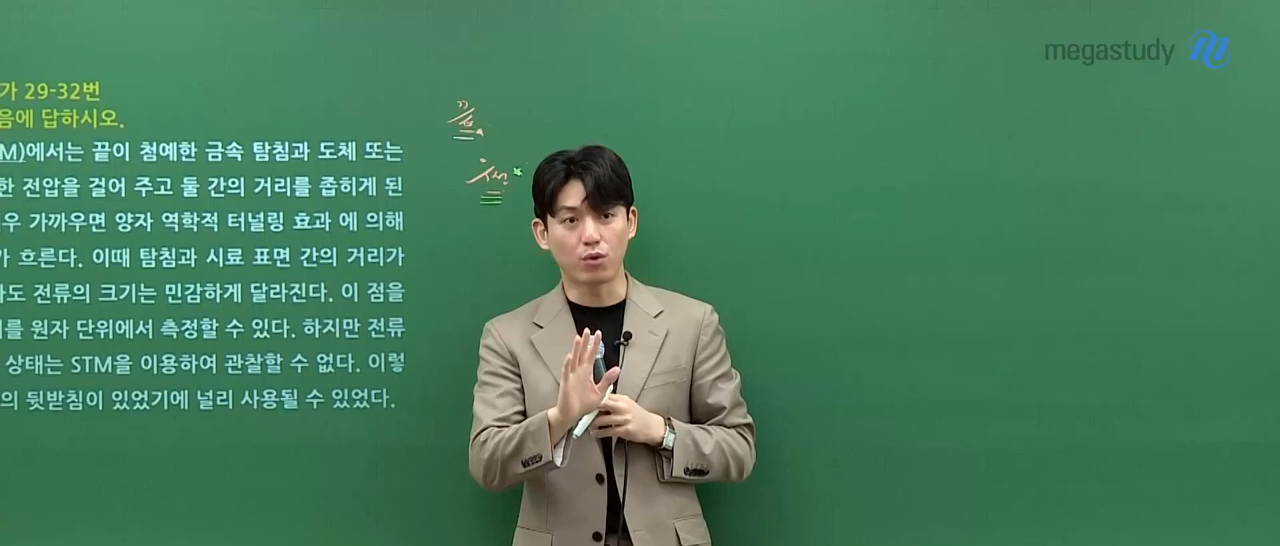 megastudy
가 29-32번
음에 답하시오.
M)에서는 끝이 첨예한 금속 탐침과 도체 또는
한 전압을 걸어 주고 둘 간의 거리를 좁히게 된
우 가까우면 양자 역학적 터널링 효과 에 의해
가 흐른다. 이때 탐침과 시료 표면 간의 거리가
도 전류의 크기는 민감하게 달라진다. 이 점을
를 원자 단위에서 측정할 수 있다. 하지만 전류
상태는 STM을 이용하여 관찰할 수 없다. 이렇
의 뒷받침이 있었기에 널리 사용될 수 있었다.